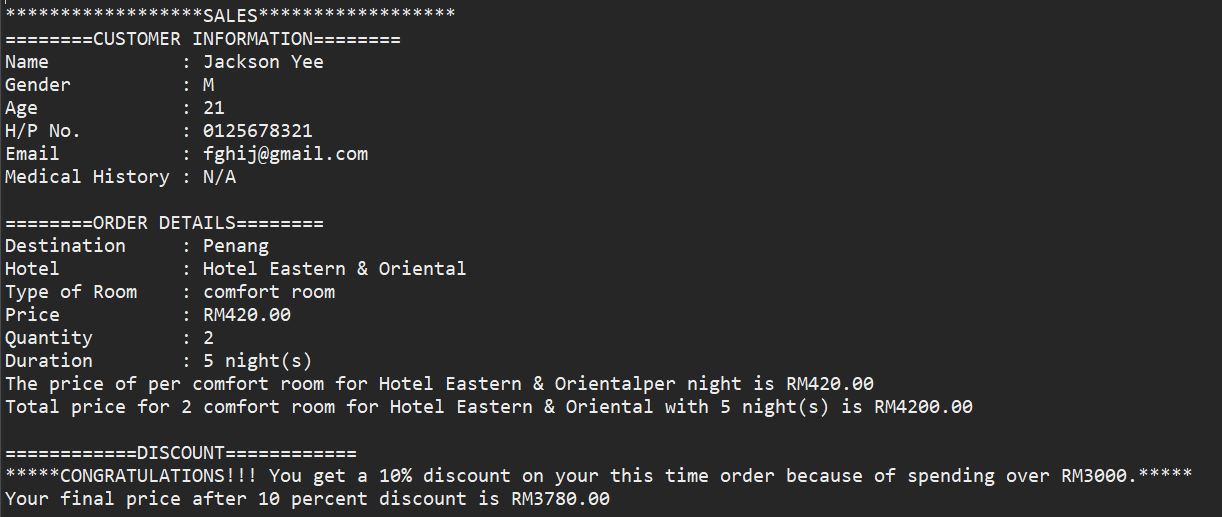 ******************SALES******************
========CUSTOMER INFORMATION========
Name            : Jackson Yee
Gender          : M
Age             : 21
H/P No.         : 0125678321
Email           : fghij@gmail.com
Medical History : N/A

========ORDER DETAILS========
Destination     : Penang
Hotel           : Hotel Eastern & Oriental
Type of Room    : comfort room
Price           : RM420.00
Quantity        : 2
Duration        : 5 night(s)
The price of per comfort room for Hotel Eastern & Orientalper night is RM420.00
Total price for 2 comfort room for Hotel Eastern & Oriental with 5 night(s) is RM4200.00

============DISCOUNT============
*****CONGRATULATIONS!!! You get a 10% discount on your this time order because of spending over RM3000.*****
Your final price after 10 percent discount is RM3780.00